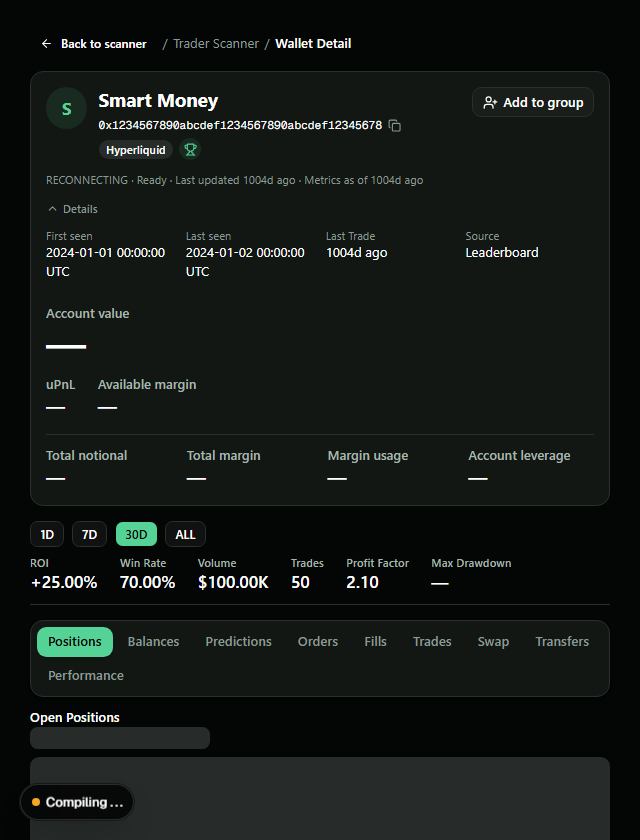 ← Back to scanner / Trader Scanner / Wallet Detail
S
Smart Money
Add to group
0x1234567890abcdef1234567890abcdef12345678
Hyperliquid
RECONNECTING · Ready · Last updated 1004d ago · Metrics as of 1004d ago
Details
First seen Last seen Last Trade Source
2024-01-01 00:00:00 2024-01-02 00:00:00 1004d ago Leaderboard
UTC UTC
Account value
—
uPnL Available margin
— —
Total notional Total margin Margin usage Account leverage
— — — —
1D 7D 30D ALL
ROI Win Rate Volume Trades Profit Factor Max Drawdown
+25.00% 70.00% $100.00K 50 2.10 —
Positions Balances Predictions Orders Fills Trades Swap Transfers
Performance
Open Positions
Compiling ...